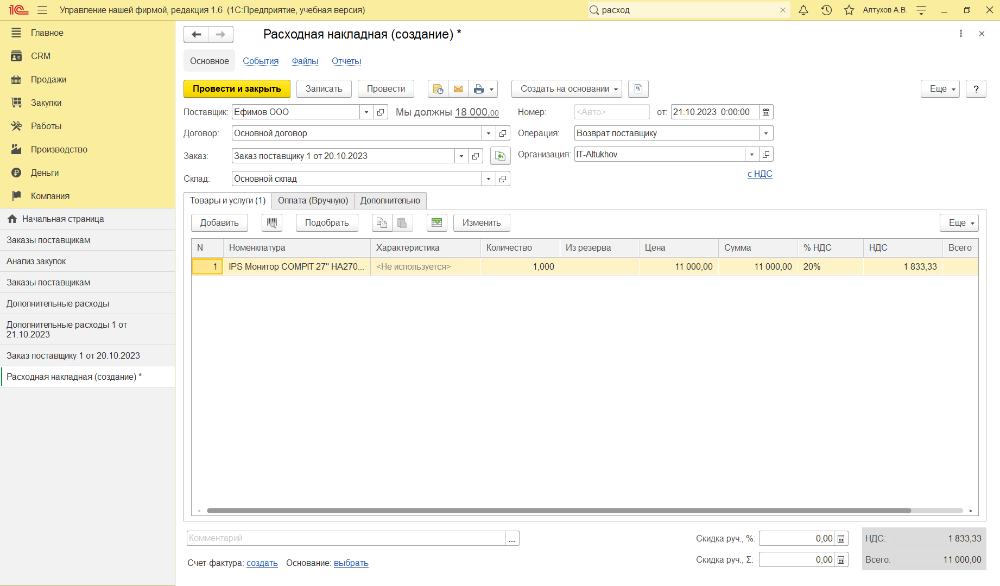 1С Управление нашей фирмой, редакция 1.6 (1С:Предприятие, учебная версия) расход Алтухов А.В.
Главное
CRM
Продажи
Закупки
Работы
Производство
Деньги
Компания
Начальная страница
Заказы поставщикам
Анализ закупок
Заказы поставщикам
Дополнительные расходы
Дополнительные расходы 1 от
21.10.2023
Заказ поставщику 1 от 20.10.2023
Расходная накладная (создание) *
Расходная накладная (создание) *
Основное События Файлы Отчеты
Провести и закрыть Записать Провести Создать на основании Еще ?
Поставщик: Ефимов ООО Мы должны 18 000,00 Номер: <Авто> от: 21.10.2023 0:00:00
Договор: Основной договор Операция: Возврат поставщику
Заказ: Заказ поставщику 1 от 20.10.2023 Организация: IT-Altukhov
Склад: Основной склад с НДС
Товары и услуги (1) Оплата (Вручную) Дополнительно
Добавить Подобрать Изменить Еще
N Номенклатура Характеристика Количество Из резерва Цена Сумма % НДС НДС Всего
1 IPS Монитор COMPIT 27" HA270... <Не используется> 1,000 11 000,00 11 000,00 20% 1 833,33
Комментарий ... Скидка руч., %: 0,00 НДС: 1 833,33
Счет-фактура: создать Основание: выбрать Скидка руч., Σ: 0,00 Всего: 11 000,00